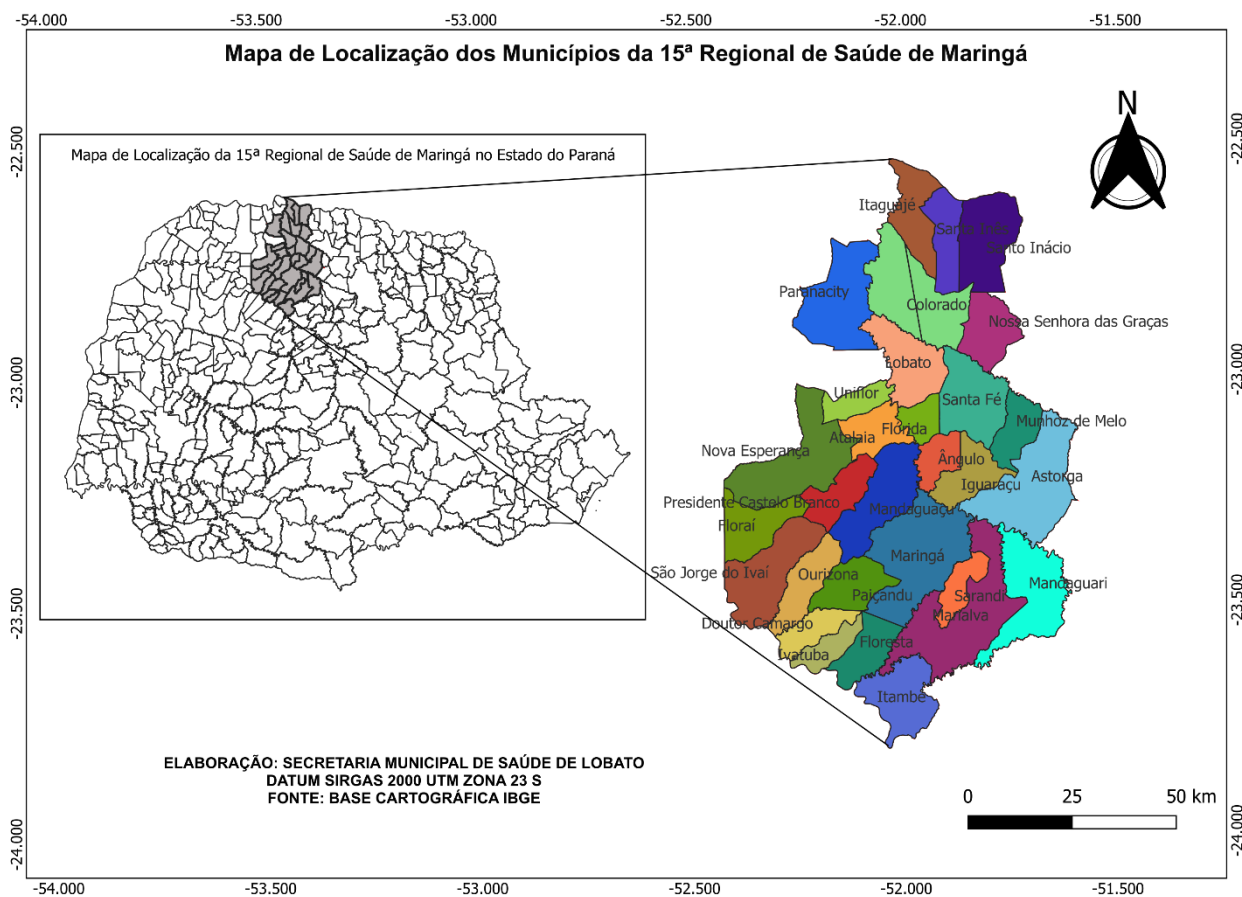 -54.000
-53.500
-53.000
-52.500
-52.000
-51.500
Mapa de Localização dos Municípios da 15ª Regional de Saúde de Maringá
N
-22.500
-22.500
Mapa de Localização da 15ª Regional de Saúde de Maringá no Estado do Paraná
Itaguajé
Santa Inês
Santo Inácio
Paranacity
Colorado
Nossa Senhora das Graças
-23.000
-23.000
Lobato
Uniflor
Santa Fé
Munhoz de Melo
Flórida
Atalaia
Nova Esperança
Ângulo
Iguaraçu
Astorga
Presidente Castelo Branco
Mandaguaçu
Floraí
Maringá
São Jorge do Ivaí
Ourizona
Mandaguari
Paiçandu
Sarandi
-23.500
-23.500
Marialva
Doutor Camargo
Floresta
Ivatuba
Itambé
ELABORAÇÃO: SECRETARIA MUNICIPAL DE SAÚDE DE LOBATO
DATUM SIRGAS 2000 UTM ZONA 23 S
FONTE: BASE CARTOGRÁFICA IBGE
0 25 50 km
-24.000
-24.000
-54.000
-53.500
-53.000
-52.500
-52.000
-51.500